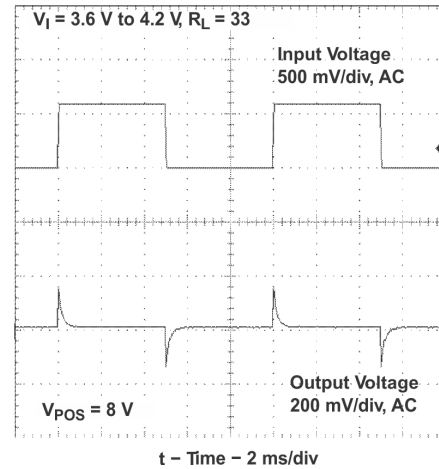 V_I = 3.6 V to 4.2 V, R_L = 33
Input Voltage
500 mV/div, AC
Output Voltage
200 mV/div, AC
V_POS = 8 V
t – Time – 2 ms/div